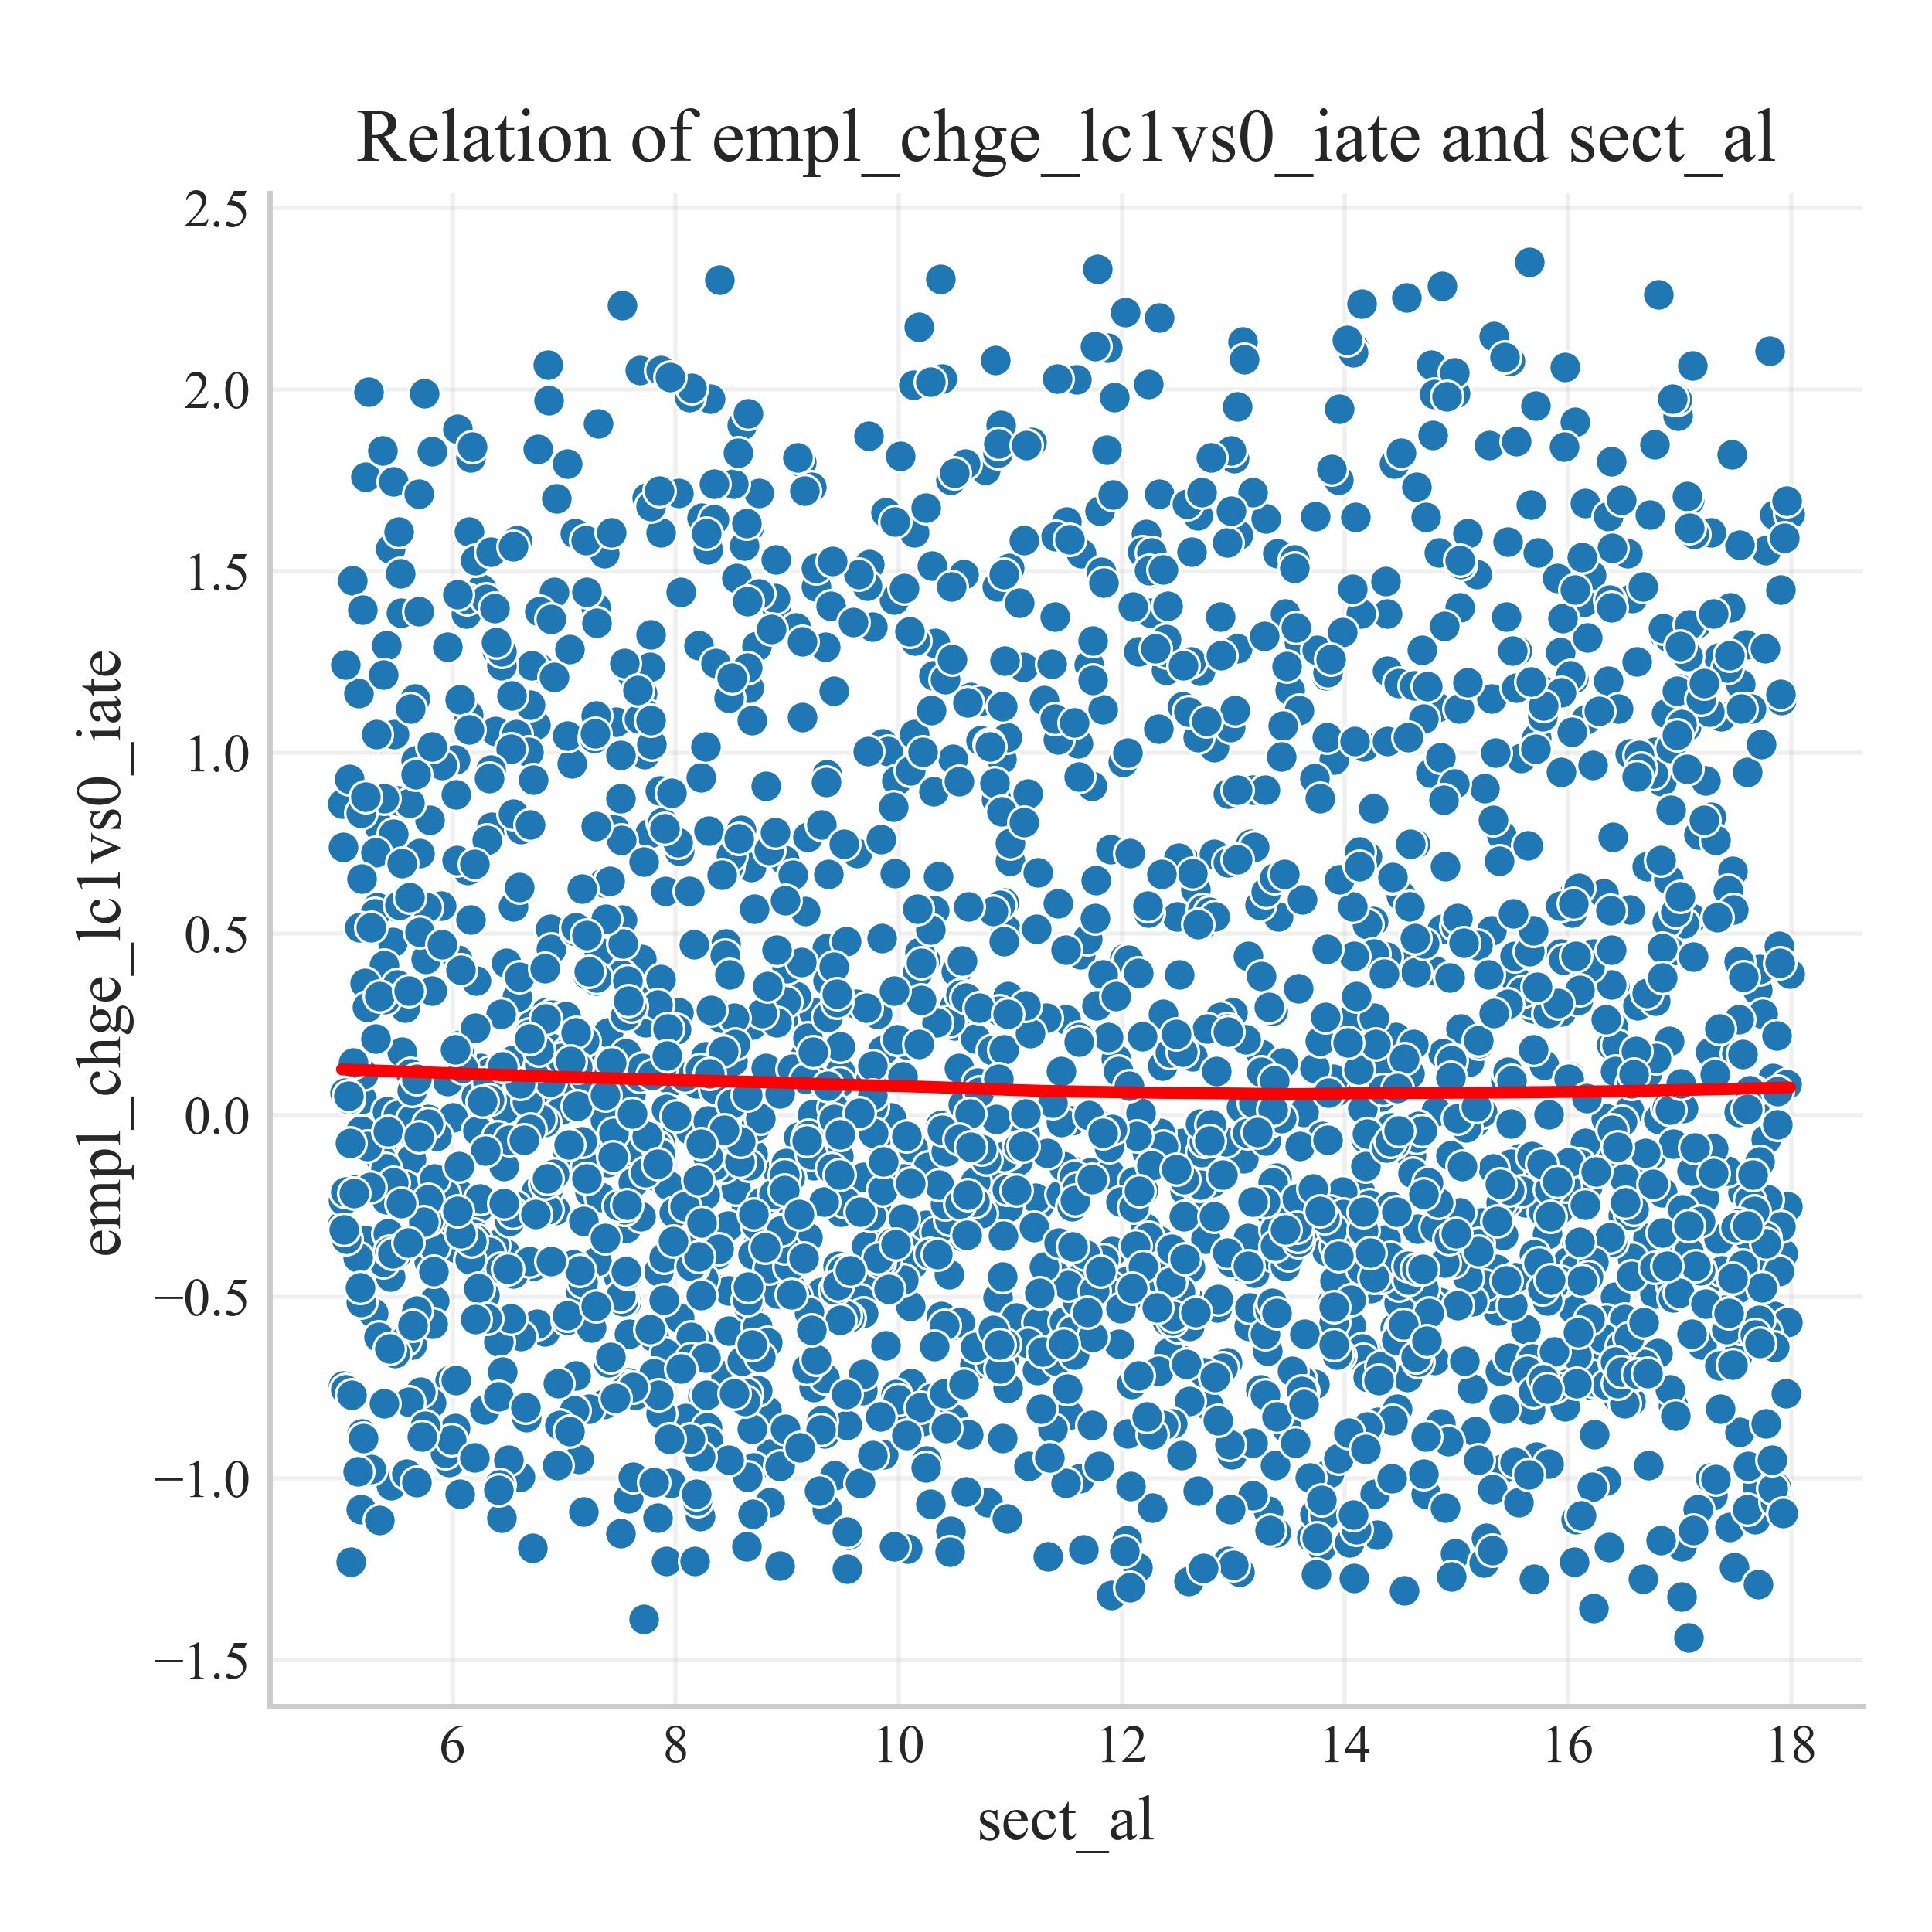 Relation of empl_chge_lc1vs0_iate and sect_al
2.5
2.0
1.5
1.0
0.5
0.0
−0.5
−1.0
−1.5
empl_chge_lc1vs0_iate
6 8 10 12 14 16 18
sect_al